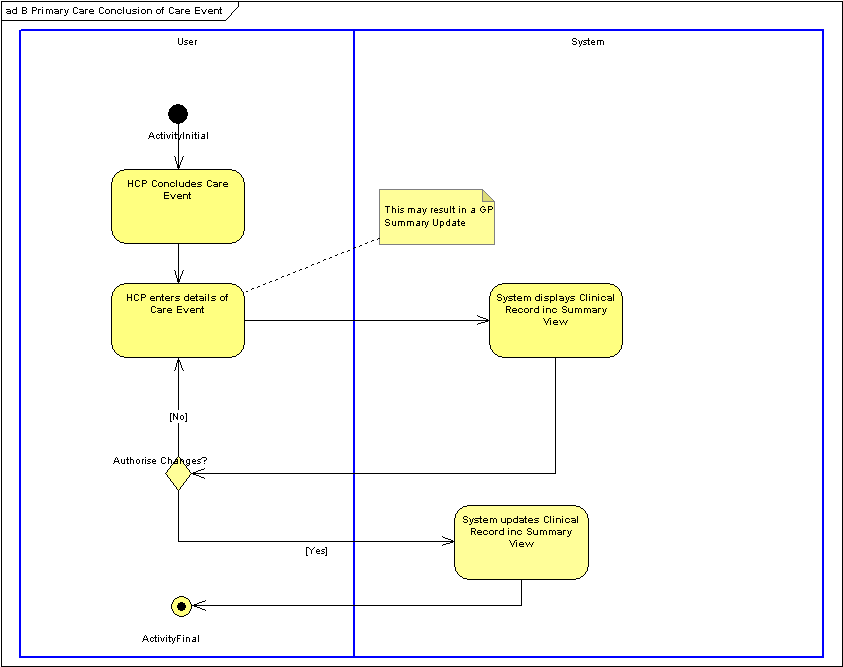 ad B Primary Care Conclusion of Care Event
User
System
ActivityInitial
HCP Concludes Care
Event
This may result in a GP
Summary Update
HCP enters details of
Care Event
System displays Clinical
Record inc Summary
View
[No]
Authorise Changes?
System updates Clinical
Record inc Summary
View
[Yes]
ActivityFinal